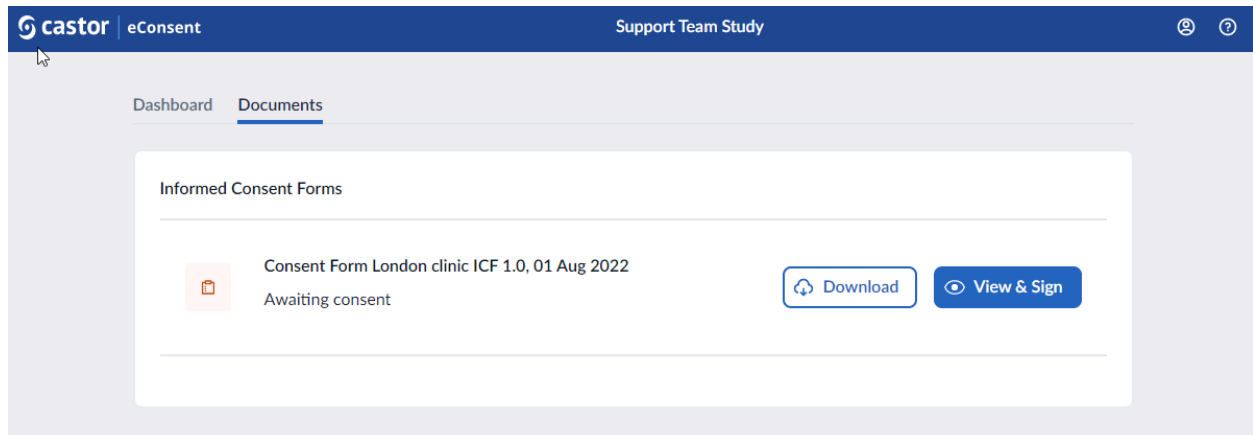 castor | eConsent
Support Team Study
Dashboard
Documents
Informed Consent Forms
Consent Form London clinic ICF 1.0, 01 Aug 2022
Awaiting consent
Download
View & Sign